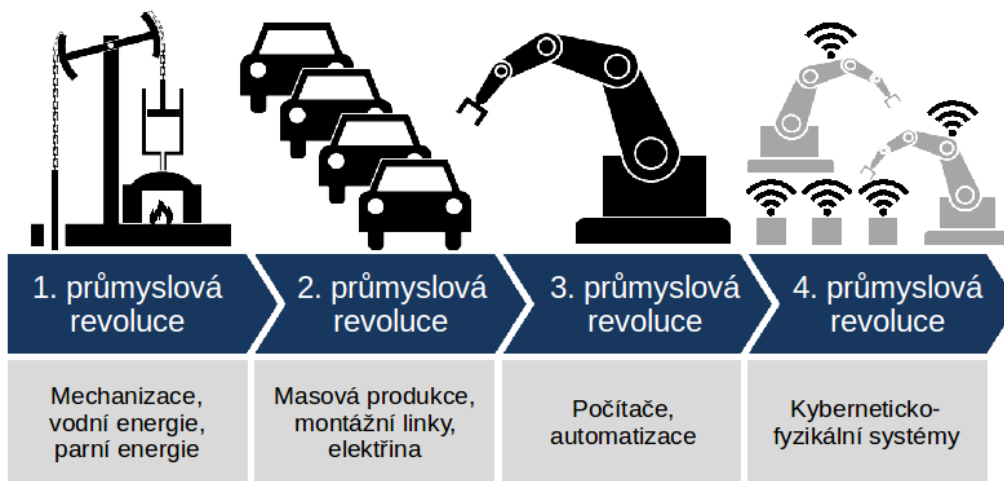 1. průmyslová
revoluce
2. průmyslová
revoluce
3. průmyslová
revoluce
4. průmyslová
revoluce
Mechanizace,
vodní energie,
parní energie
Masová produkce,
montážní linky,
elektřina
Počítače,
automatizace
Kyberneticko-
fyzikální systémy